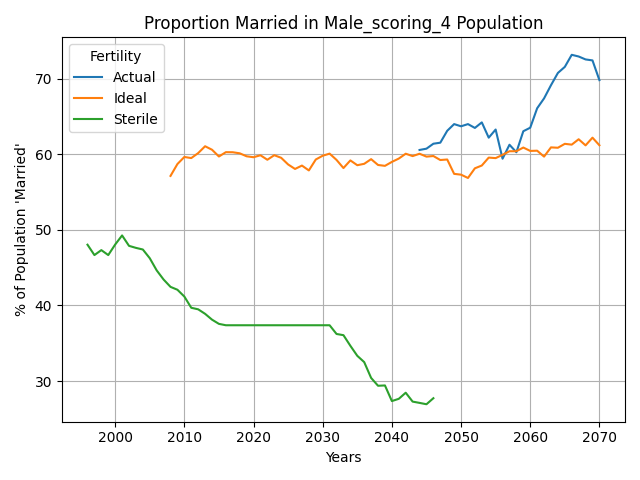 Proportion Married in Male_scoring_4 Population
Fertility
Actual
Ideal
Sterile
% of Population 'Married'
70
60
50
40
30
2000
2010
2020
2030
2040
2050
2060
2070
Years